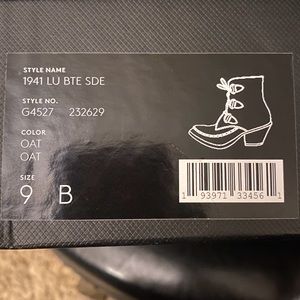 STYLE NAME
1941 LU BTE SDE
STYLE NO.
G4527 232629
COLOR
OAT
OAT
SIZE
9 B
1 93971 33456 1